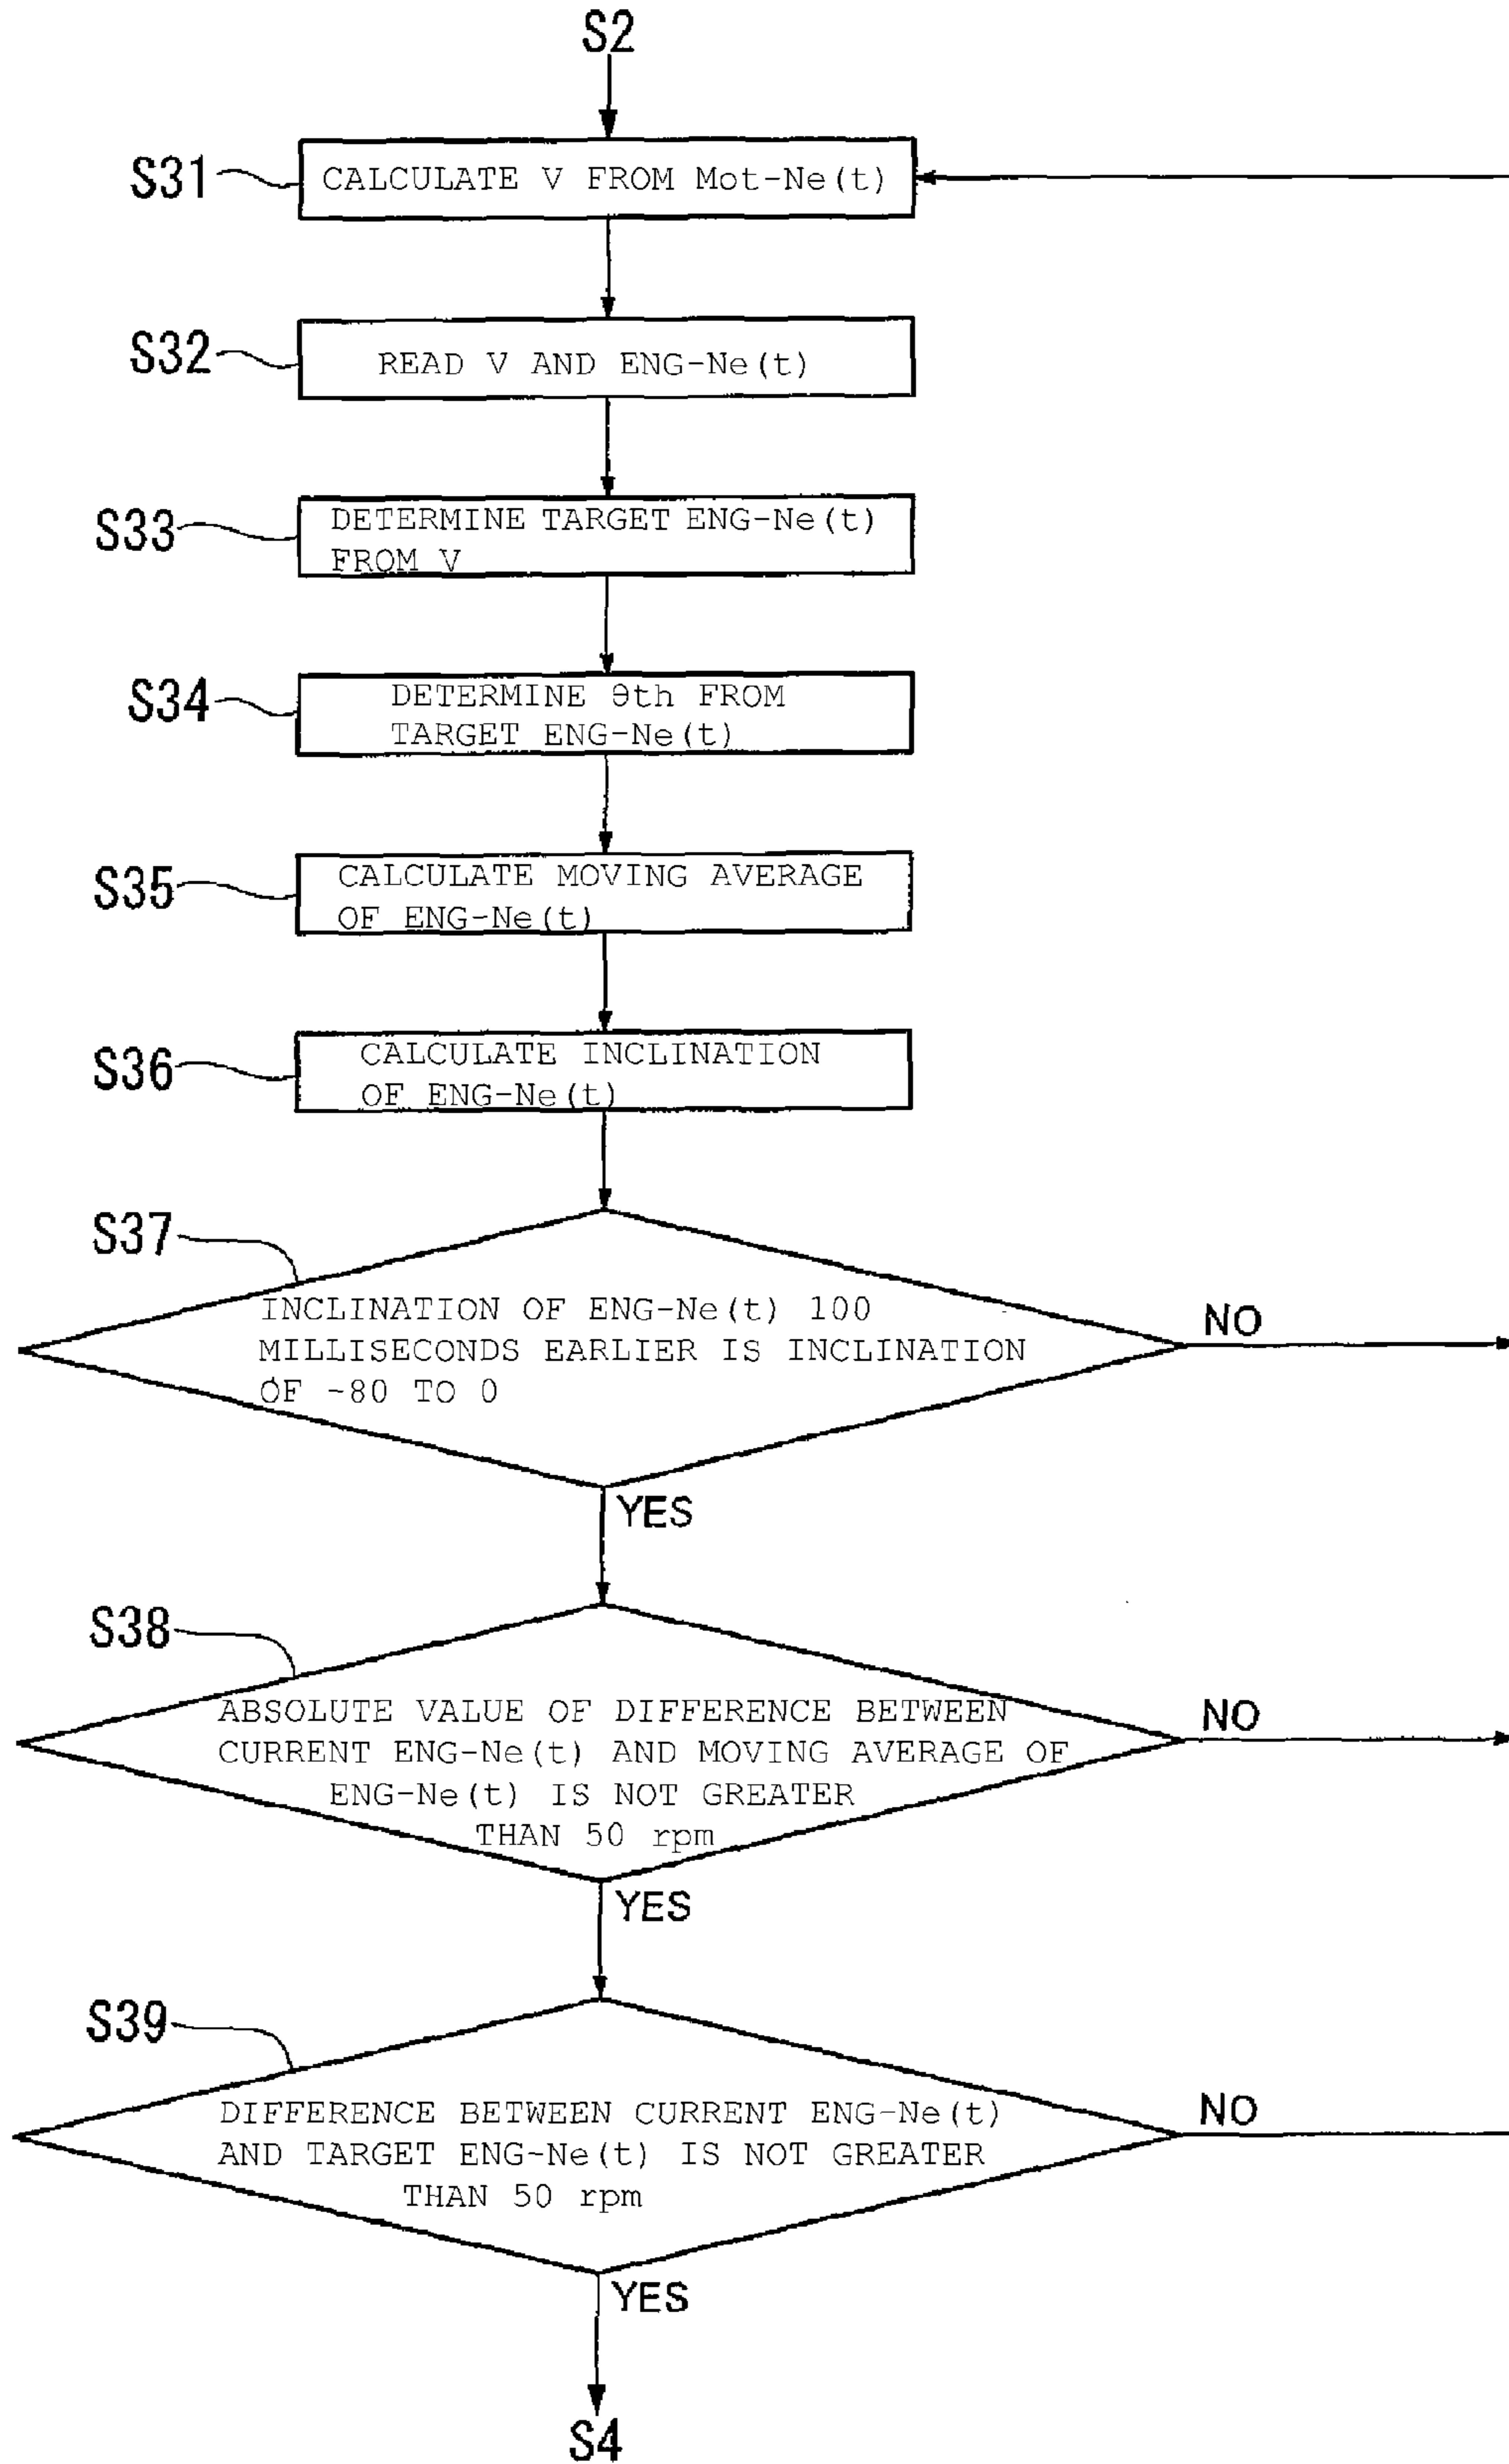 S2
S31
CALCULATE V FROM Mot-Ne(t)
S32
READ V AND ENG-Ne(t)
S33
DETERMINE TARGET ENG-Ne(t)
FROM V
S34
DETERMINE θth FROM
TARGET ENG-Ne(t)
S35
CALCULATE MOVING AVERAGE
OF ENG-Ne(t)
S36
CALCULATE INCLINATION
OF ENG-Ne(t)
S37
INCLINATION OF ENG-Ne(t) 100
MILLISECONDS EARLIER IS INCLINATION
OF -80 TO 0
NO
YES
S38
ABSOLUTE VALUE OF DIFFERENCE BETWEEN
CURRENT ENG-Ne(t) AND MOVING AVERAGE OF
ENG-Ne(t) IS NOT GREATER
THAN 50 rpm
NO
YES
S39
DIFFERENCE BETWEEN CURRENT ENG-Ne(t)
AND TARGET ENG-Ne(t) IS NOT GREATER
THAN 50 rpm
NO
YES
S4